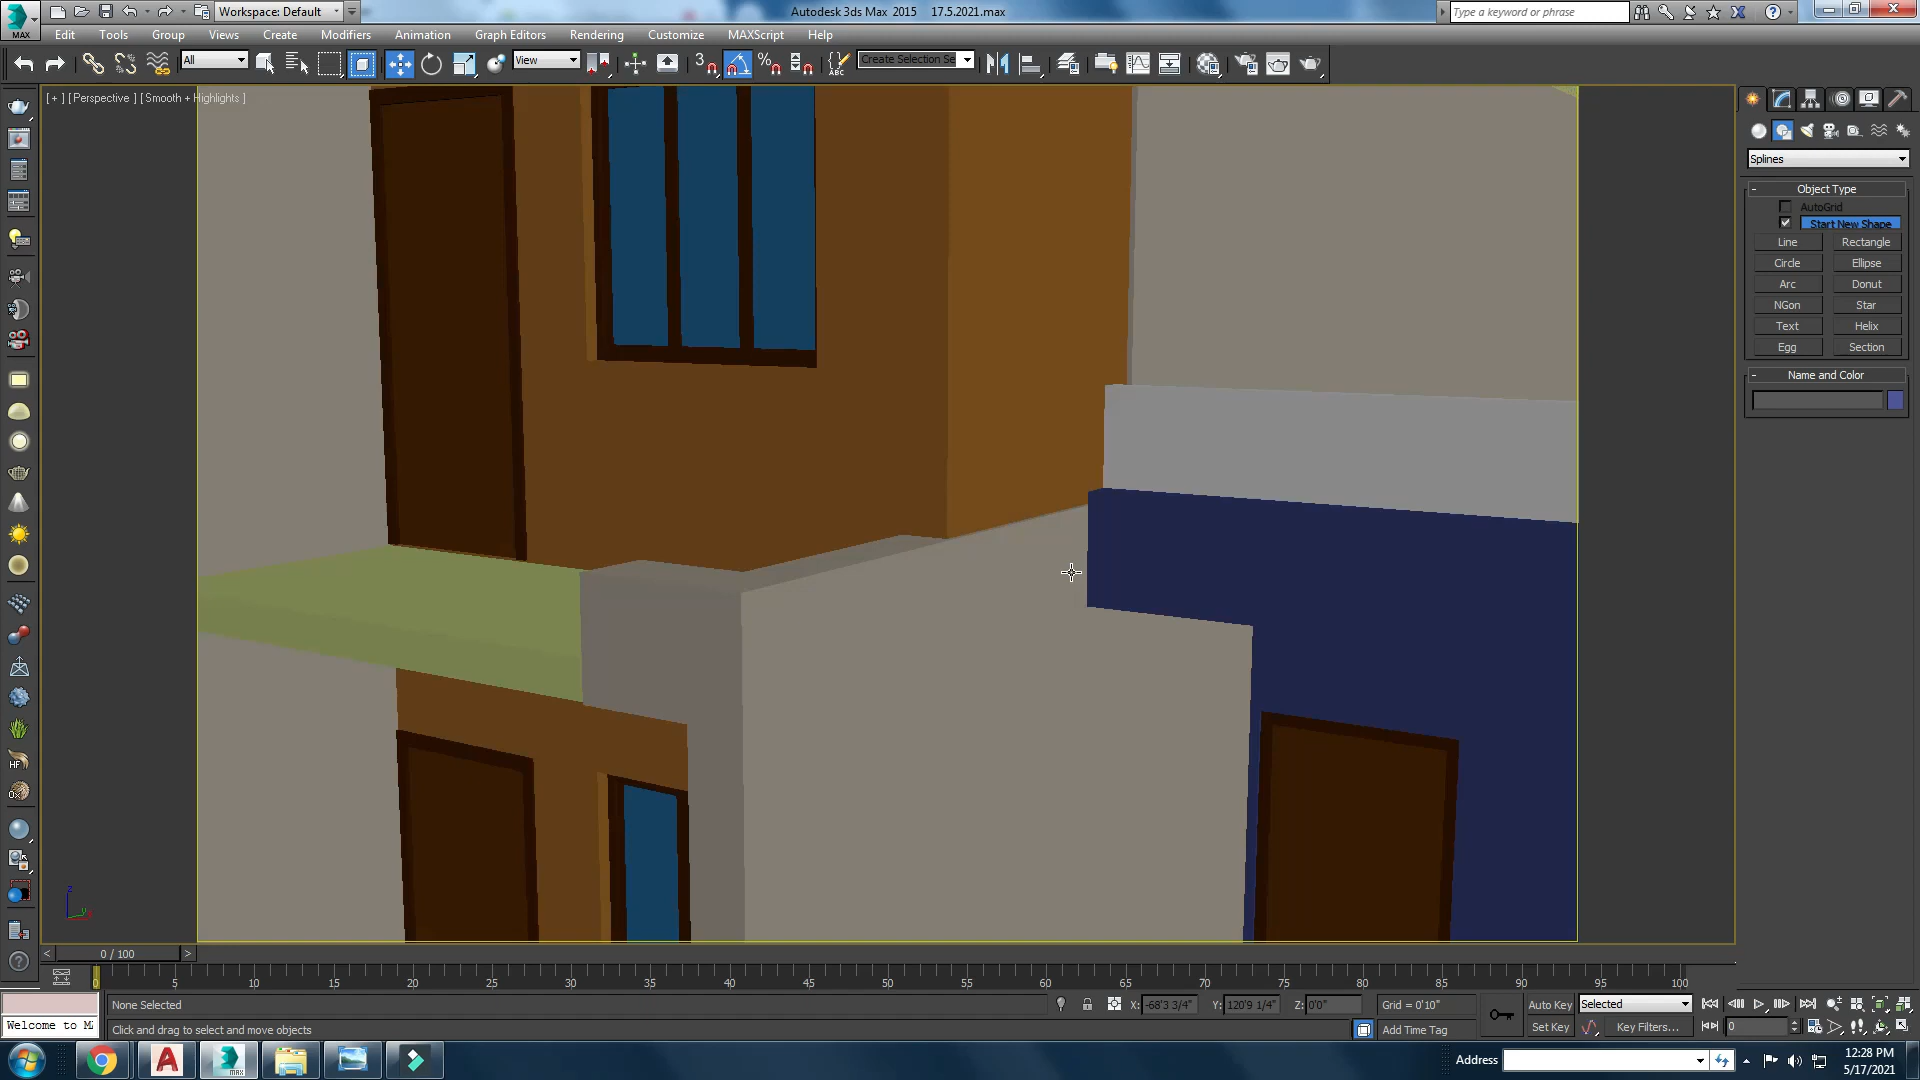 Workspace: Default
Autodesk 3ds Max 2015 17.5.2021.max
Type a keyword or phrase
MAX
Edit Tools Group Views Create Modifiers Animation Graph Editors Rendering Customize MAXScript Help
All
View
3
ABC
Create Selection Se
[ + ] [ Perspective ] [ Smooth + Highlights ]
Splines
- Object Type
AutoGrid
Start New Shape
Line Rectangle
Circle Ellipse
Arc Donut
NGon Star
Text Helix
Egg Section
- Name and Color
HF
z
0 / 100
0 5 10 15 20 25 30 35 40 45 50 55 60 65 70 75 80 85 90 95 100
None Selected
X: -68'3 3/4" Y: 120'9 1/4" Z: 0'0" Grid = 0'10" Auto Key Selected
Welcome to M
Click and drag to select and move objects
Add Time Tag Set Key Key Filters... 0
Address
12:28 PM
5/17/2021